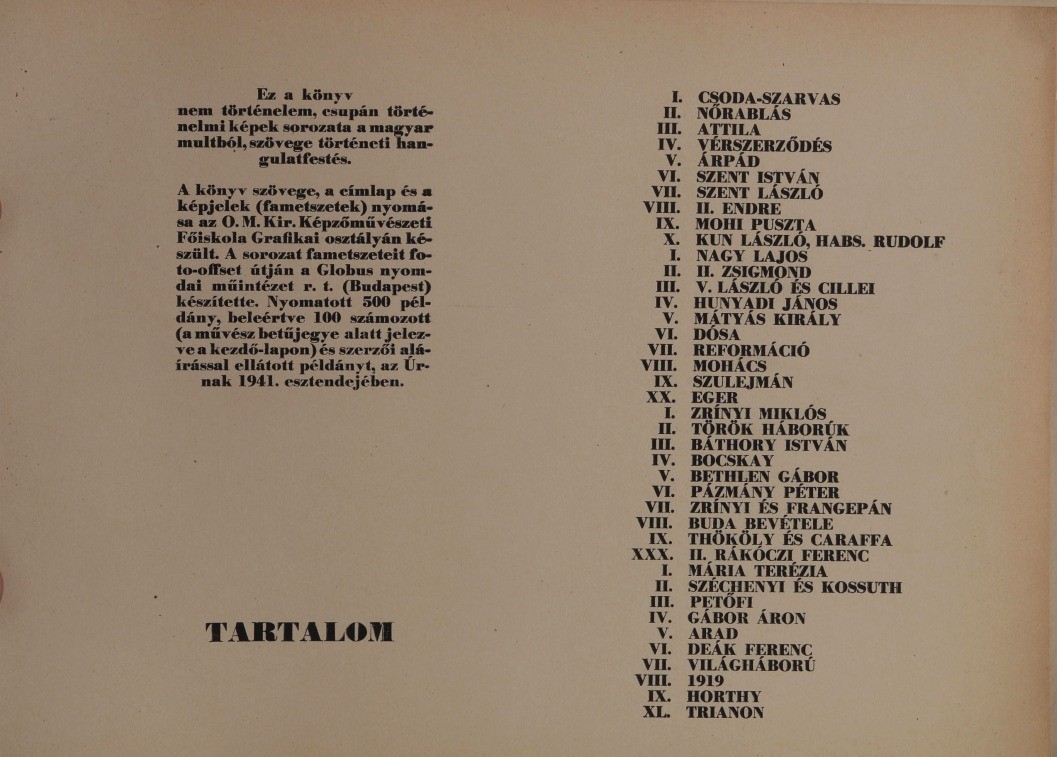 Ez a könyv
nem történelem, csupán törté-
nelmi képek sorozata a magyar
multból, szövege történeti han-
gulatfestés.
A könyv szövege, a címlap és a
képjelek (fametszetek) nyomá-
sa az O. M. Kir. Képzőművészeti
Főiskola Grafikai osztályán ké-
szült. A sorozat fametszeteit fo-
to-offset útján a Globus nyom-
dai műintézet r. t. (Budapest)
készítette. Nyomatott 500 pél-
dány, beleértve 100 számozott
(a művész betűjegye alatt jelez-
ve a kezdő-lapon) és szerzői alá-
írással ellátott példányt, az Úr-
nak 1941. esztendejében.
TARTALOM
I. CSODA-SZARVAS
II. NŐRABLÁS
III. ATTILA
IV. VÉRSZERZŐDÉS
V. ÁRPÁD
VI. SZENT ISTVÁN
VII. SZENT LÁSZLÓ
VIII. II. ENDRE
IX. MOHI PUSZTA
X. KUN LÁSZLÓ, HABS. RUDOLF
I. NAGY LAJOS
II. II. ZSIGMOND
III. V. LÁSZLÓ ÉS CILLEI
IV. HUNYADI JÁNOS
V. MÁTYÁS KIRÁLY
VI. DÓSA
VII. REFORMÁCIÓ
VIII. MOHÁCS
IX. SZULEJMÁN
XX. EGER
I. ZRÍNYI MIKLÓS
II. TÖRÖK HÁBORÚK
III. BÁTHORY ISTVÁN
IV. BOCSKAY
V. BETHLEN GÁBOR
VI. PÁZMÁNY PÉTER
VII. ZRÍNYI ÉS FRANGEPÁN
VIII. BUDA BEVÉTELE
IX. THÖKÖLY ÉS CARAFFA
XXX. II. RÁKÓCZI FERENC
I. MÁRIA TERÉZIA
II. SZÉCHENYI ÉS KOSSUTH
III. PETŐFI
IV. GÁBOR ÁRON
V. ARAD
VI. DEÁK FERENC
VII. VILÁGHÁBORÚ
VIII. 1919
IX. HORTHY
XL. TRIANON